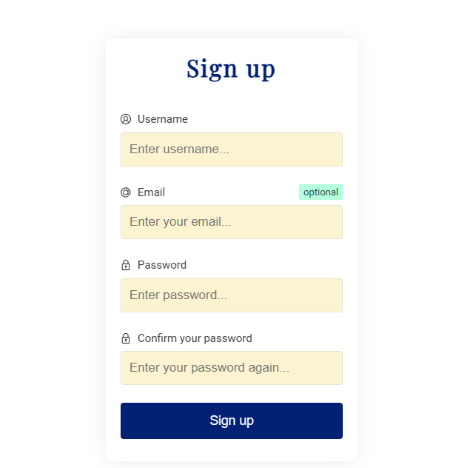 Sign up
Username
Enter username...
Email optional
Enter your email...
Password
Enter password...
Confirm your password
Enter your password again...
Sign up